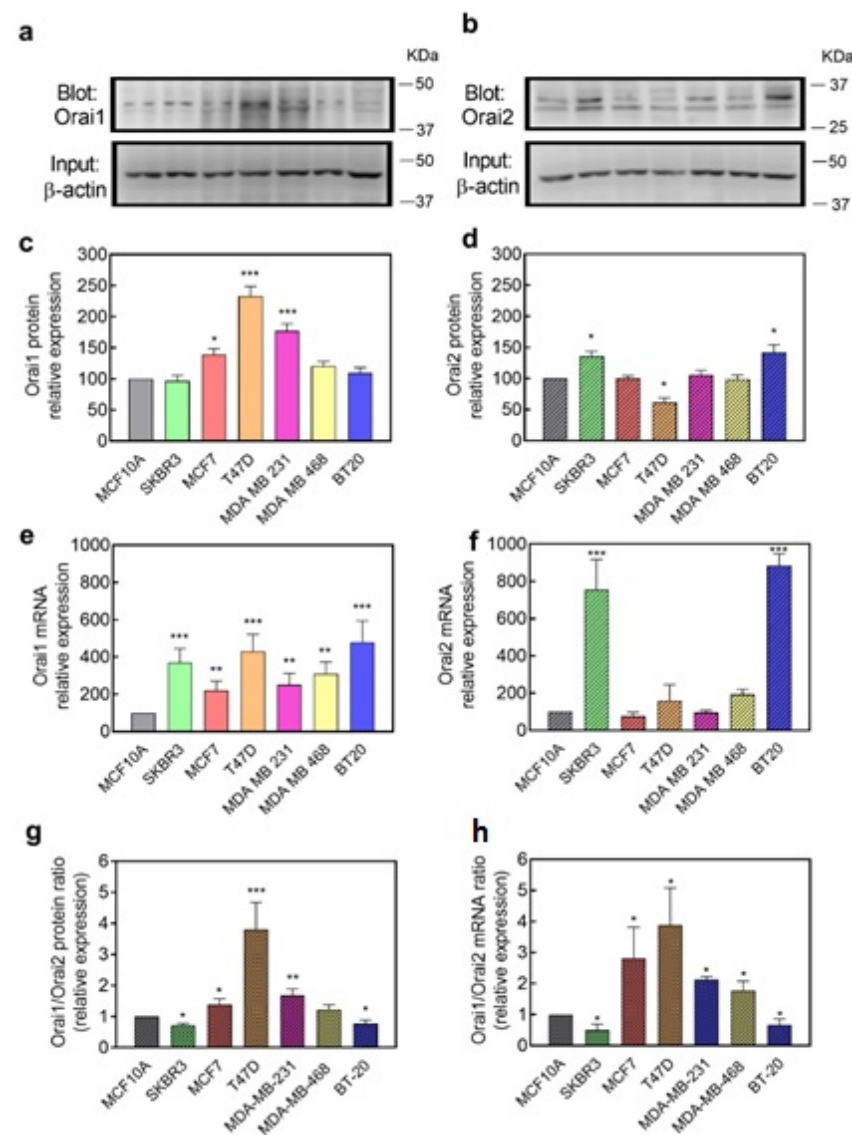 a
KDa
Blot:
Orai1
50
37
Input:
β-actin
50
37
b
KDa
Blot:
Orai2
37
25
Input:
β-actin
50
37
c
Orai1 protein
relative expression
300
250
200
150
100
50
0
*
***
***
MCF10A
SKBR3
MCF7
T47D
MDA MB 231
MDA MB 468
BT20
d
Orai2 protein
relative expression
300
250
200
150
100
50
0
*
*
*
MCF10A
SKBR3
MCF7
T47D
MDA MB 231
MDA MB 468
BT20
e
Orai1 mRNA
relative expression
1000
800
600
400
200
0
***
**
***
**
**
***
MCF10A
SKBR3
MCF7
T47D
MDA MB 231
MDA MB 468
BT20
f
Orai2 mRNA
relative expression
1000
800
600
400
200
0
***
***
MCF10A
SKBR3
MCF7
T47D
MDA MB 231
MDA MB 468
BT20
g
Orai1/Orai2 protein ratio
(relative expression)
6
5
4
3
2
1
0
*
*
***
**
*
MCF10A
SKBR3
MCF7
T47D
MDA-MB-231
MDA-MB-468
BT-20
h
Orai1/Orai2 mRNA ratio
(relative expression)
6
5
4
3
2
1
0
*
*
*
*
*
*
MCF10A
SKBR3
MCF7
T47D
MDA-MB-231
MDA-MB-468
BT-20